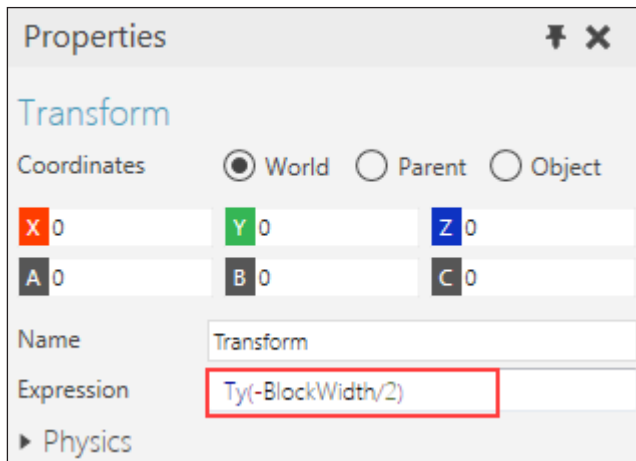 Properties
Transform
Coordinates World Parent Object
X 0 Y 0 Z 0
A 0 B 0 C 0
Name Transform
Expression Ty(-BlockWidth/2)
Physics